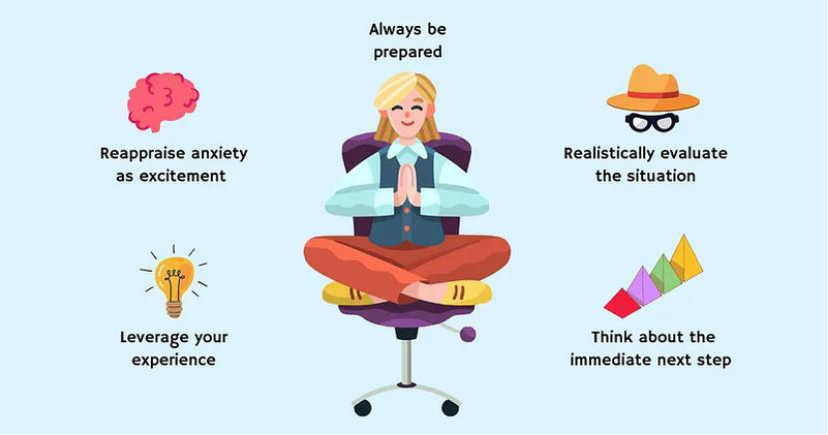 Always be
prepared
Reappraise anxiety
as excitement
Realistically evaluate
the situation
Leverage your
experience
Think about the
immediate next step